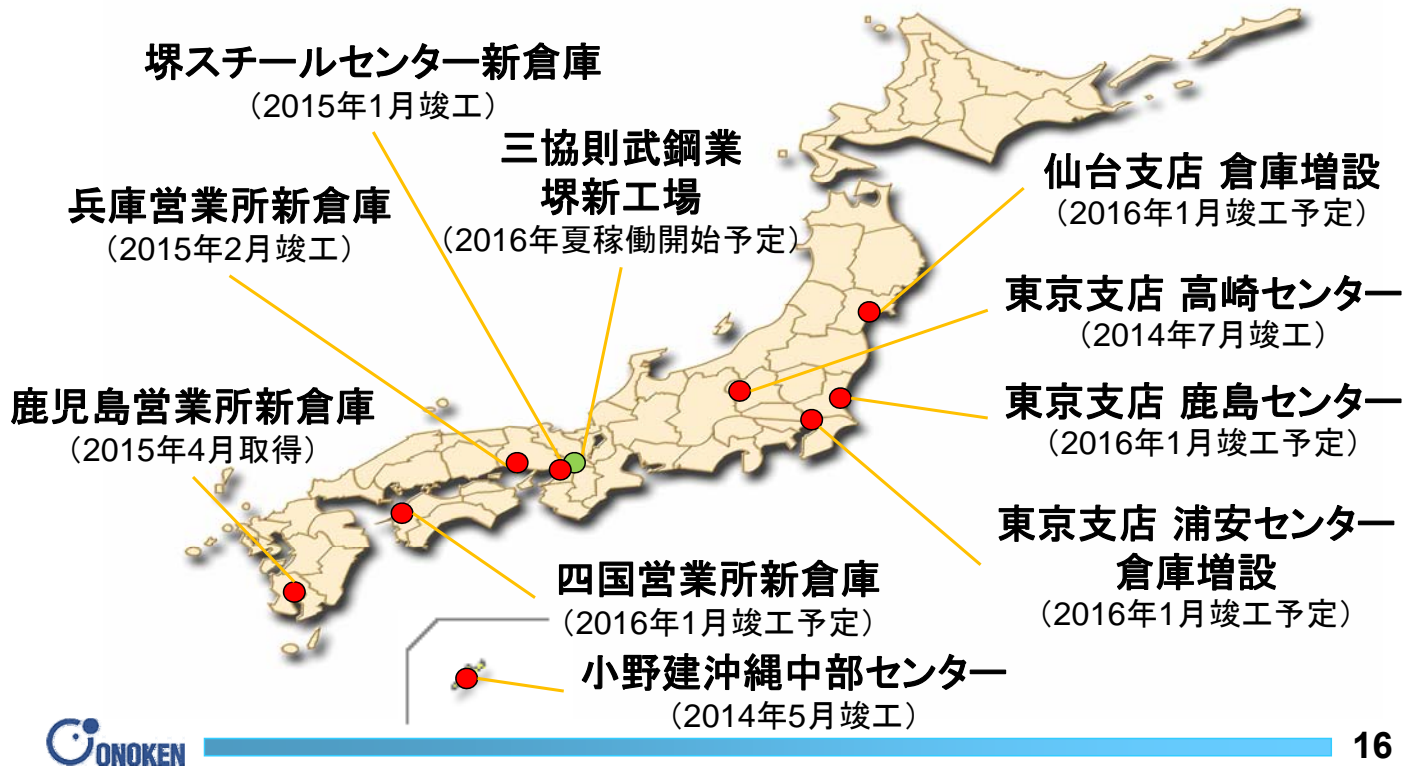 堺スチールセンター新倉庫
（2015年1月竣工）
三協則武鋼業
堺新工場
（2016年夏稼働開始予定）
兵庫営業所新倉庫
（2015年2月竣工）
鹿児島営業所新倉庫
（2015年4月取得）
仙台支店 倉庫増設
（2016年1月竣工予定）
東京支店 高崎センター
（2014年7月竣工）
東京支店 鹿島センター
（2016年1月竣工予定）
東京支店 浦安センター
倉庫増設
（2016年1月竣工予定）
四国営業所新倉庫
（2016年1月竣工予定）
小野建沖縄中部センター
（2014年5月竣工）
ONOKEN
16